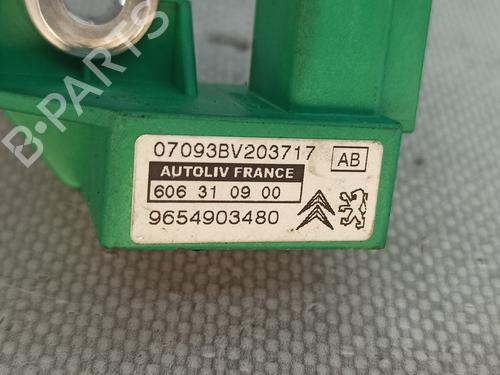 B-PARTS
07093BV203717 AB
AUTOLIV FRANCE
606 31 09 00
9654903480